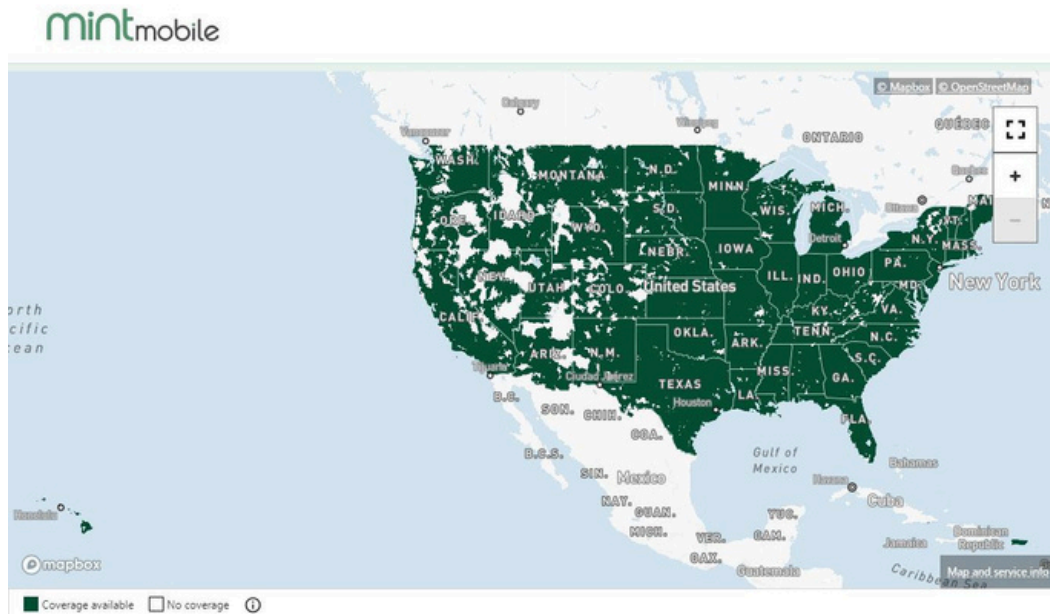 mintmobile
© Mapbox © OpenStreetMap
Calgary
Winnipeg
Vancouver
ONTARIO
QUÉBEC
Quebec
Ottawa
WASH.
MONTANA
N.D.
MINN.
ORE.
IDAHO
S.D.
WIS.
MICH.
VT.
WYO.
Detroit
N.Y.
MASS.
NEBR.
IOWA
PA.
NEV.
UTAH
COLO.
United States
ILL.
IND.
OHIO
MD.
New York
CALIF.
KY.
VA.
OKLA.
TENN.
N.C.
ARIZ.
N.M.
ARK.
S.C.
Tijuana
Ciudad Juárez
TEXAS
MISS.
GA.
B.C.
Houston
LA.
SON.
CHIH.
FLA.
COA.
B.C.S.
Gulf of
Mexico
Bahamas
SIN.
Mexico
Havana
Cuba
NAY.
GUAN.
YUC.
Honolulu
MICH.
VER.
CAM.
Jamaica
Dominican
Republic
OAX.
Guatemala
Caribbean Sea
mapbox
Map and service info
Coverage available No coverage